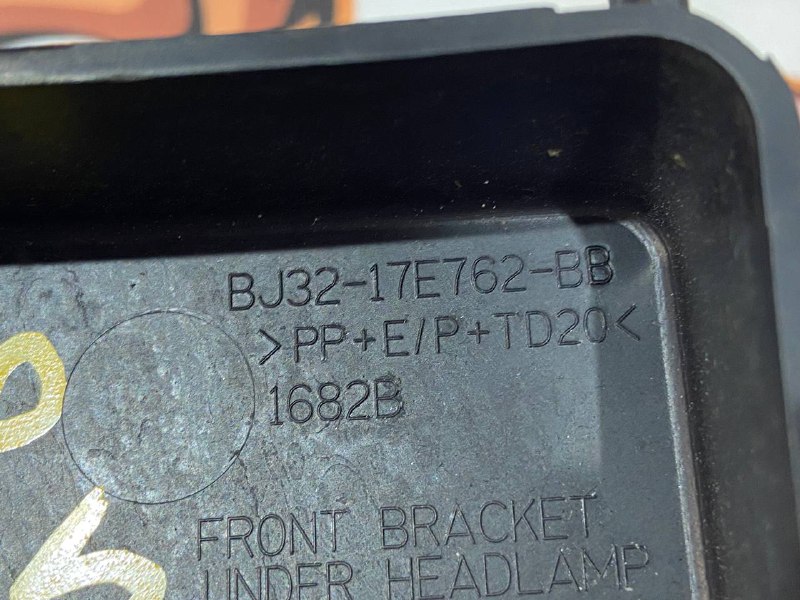 BJ32-17E762-BB
>PP+E/P+TD20<
1682B
FRONT BRACKET
UNDER HEADLAMP